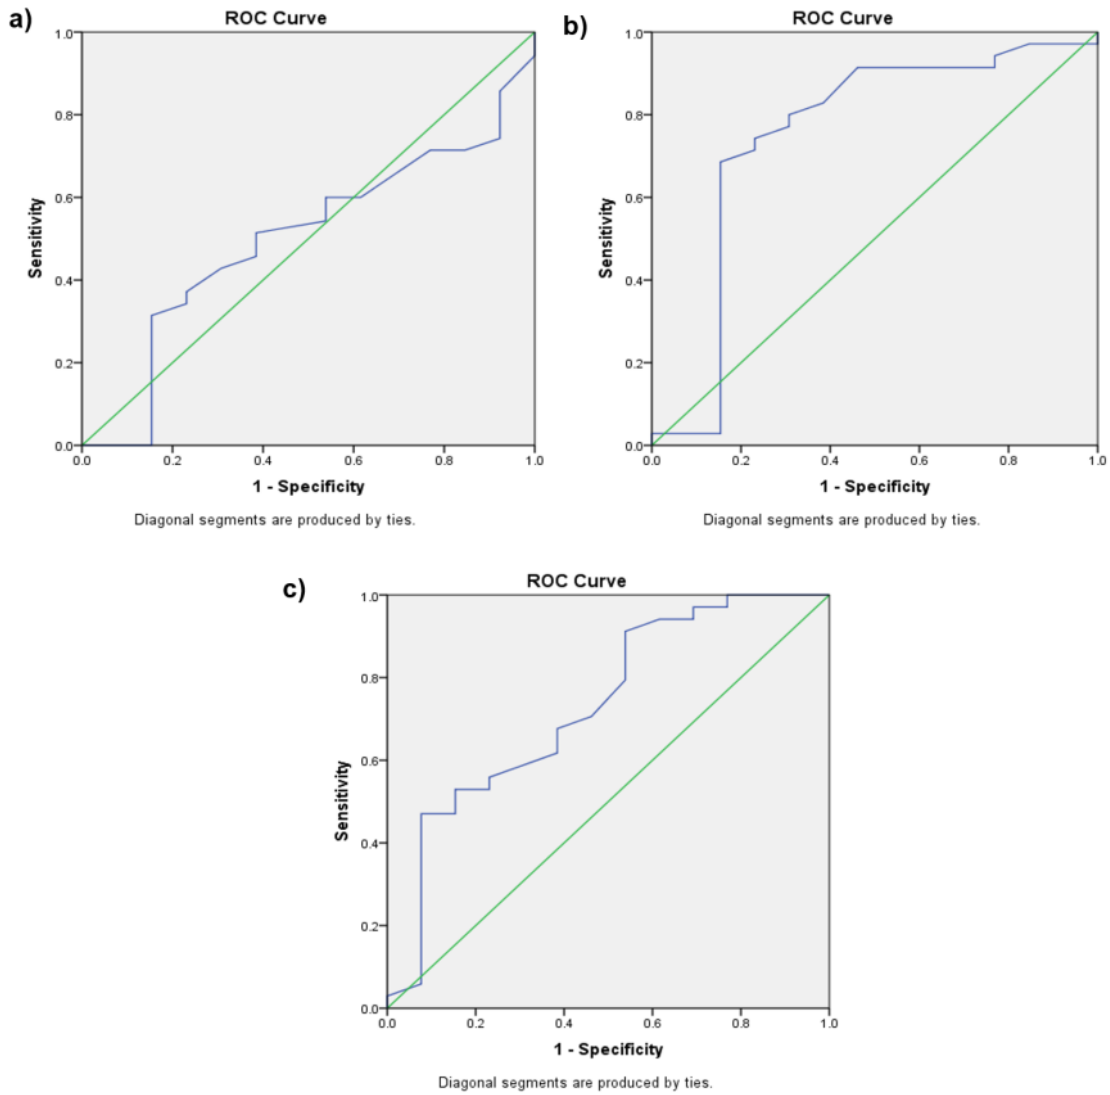 a)
ROC Curve
1.0
0.8
0.6
0.4
0.2
0.0
Sensitivity
0.0 0.2 0.4 0.6 0.8 1.0
1 - Specificity
Diagonal segments are produced by ties.
b)
ROC Curve
1.0
0.8
0.6
0.4
0.2
0.0
Sensitivity
0.0 0.2 0.4 0.6 0.8 1.0
1 - Specificity
Diagonal segments are produced by ties.
c)
ROC Curve
1.0
0.8
0.6
0.4
0.2
0.0
Sensitivity
0.0 0.2 0.4 0.6 0.8 1.0
1 - Specificity
Diagonal segments are produced by ties.